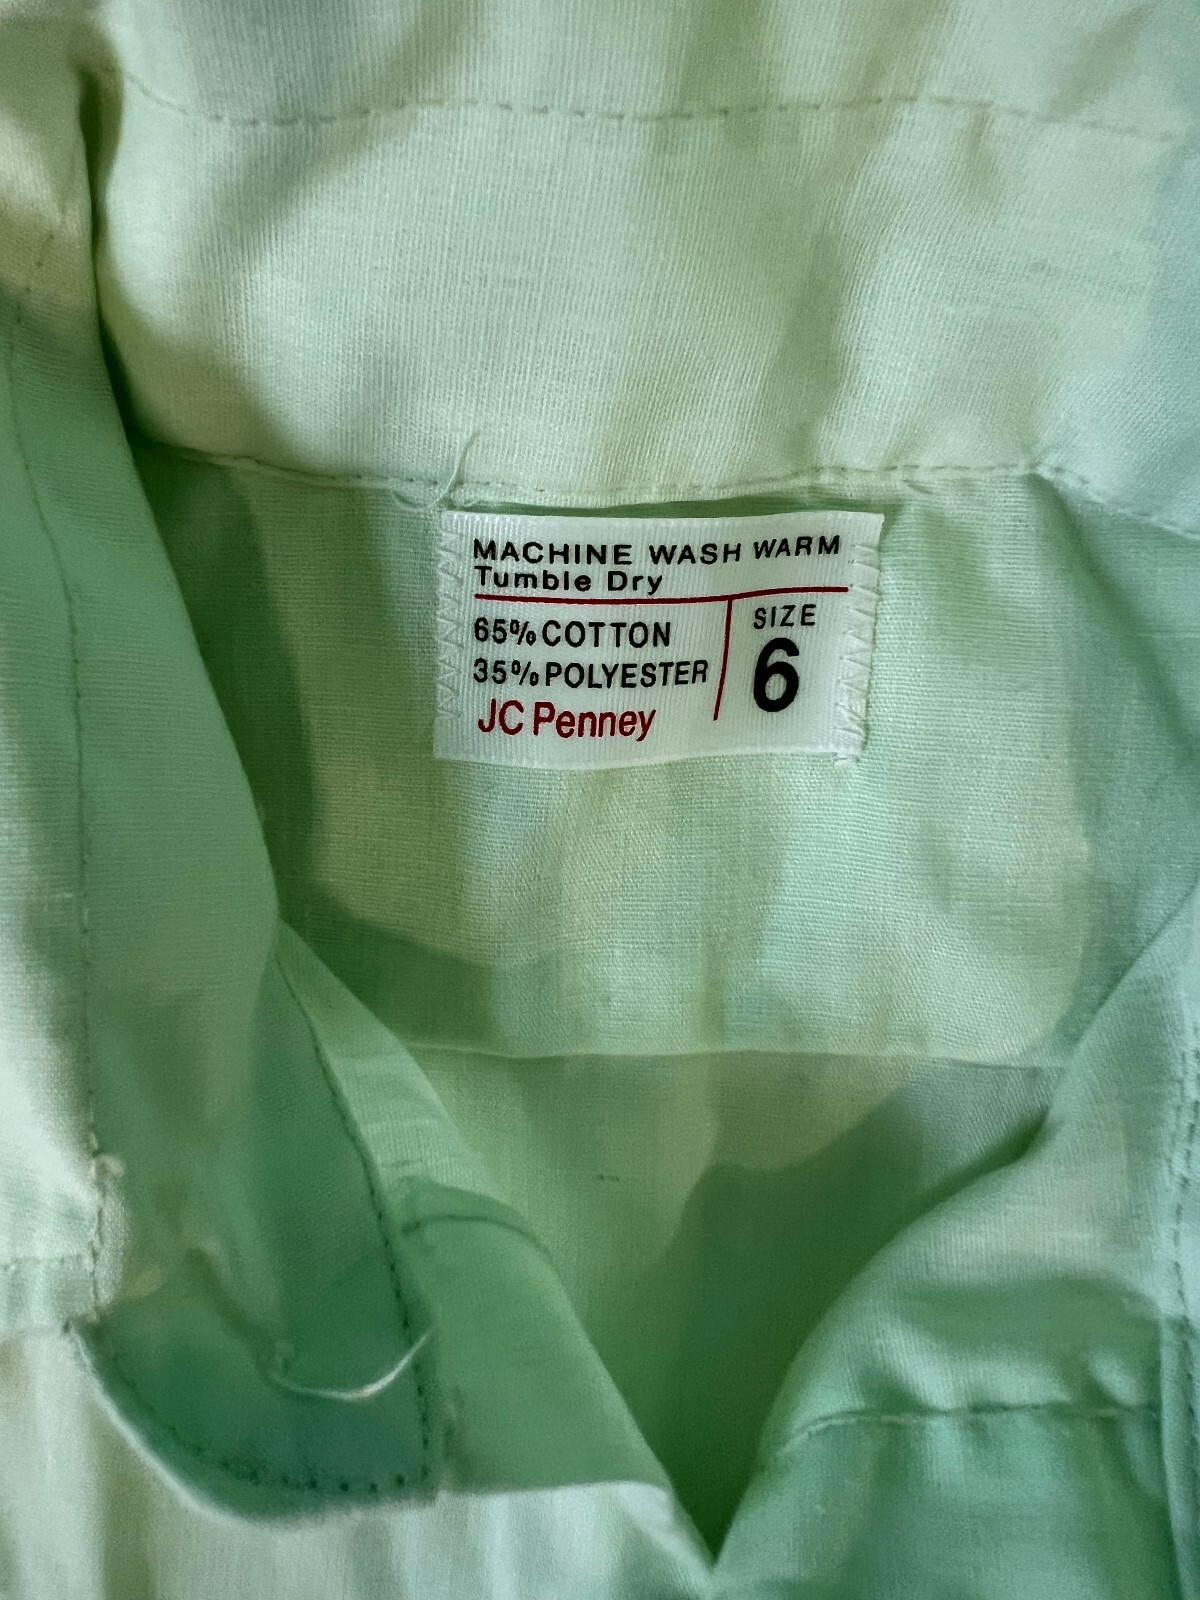 MACHINE WASH WARM
Tumble Dry
65% COTTON
35% POLYESTER
JC Penney
SIZE
6